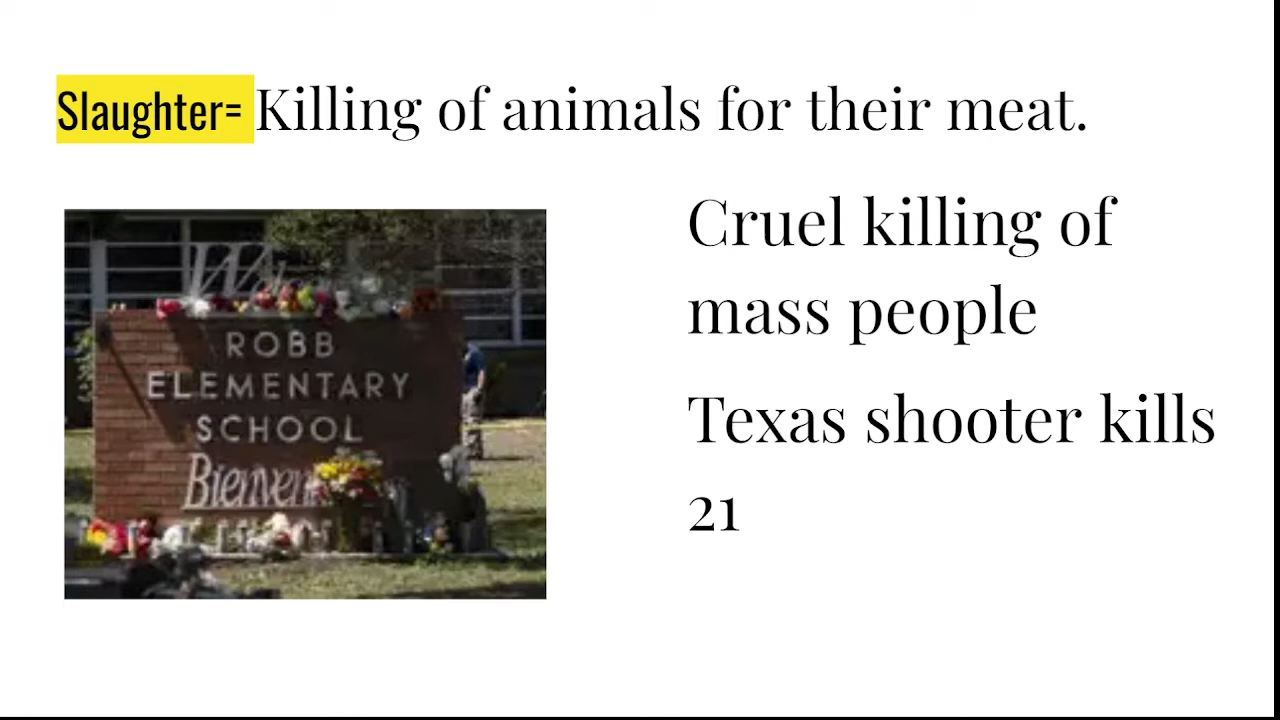 Slaughter= Killing of animals for their meat.
Cruel killing of
mass people
Texas shooter kills
21
ROBB
ELEMENTARY
SCHOOL